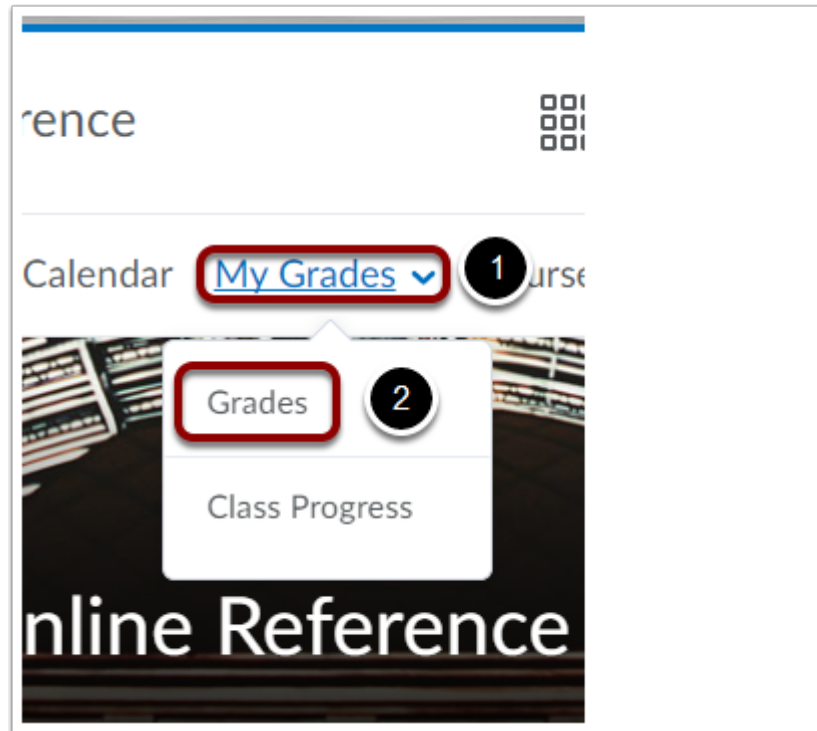 rence
Calendar My Grades 1 urse
Grades 2
Class Progress
nline Reference